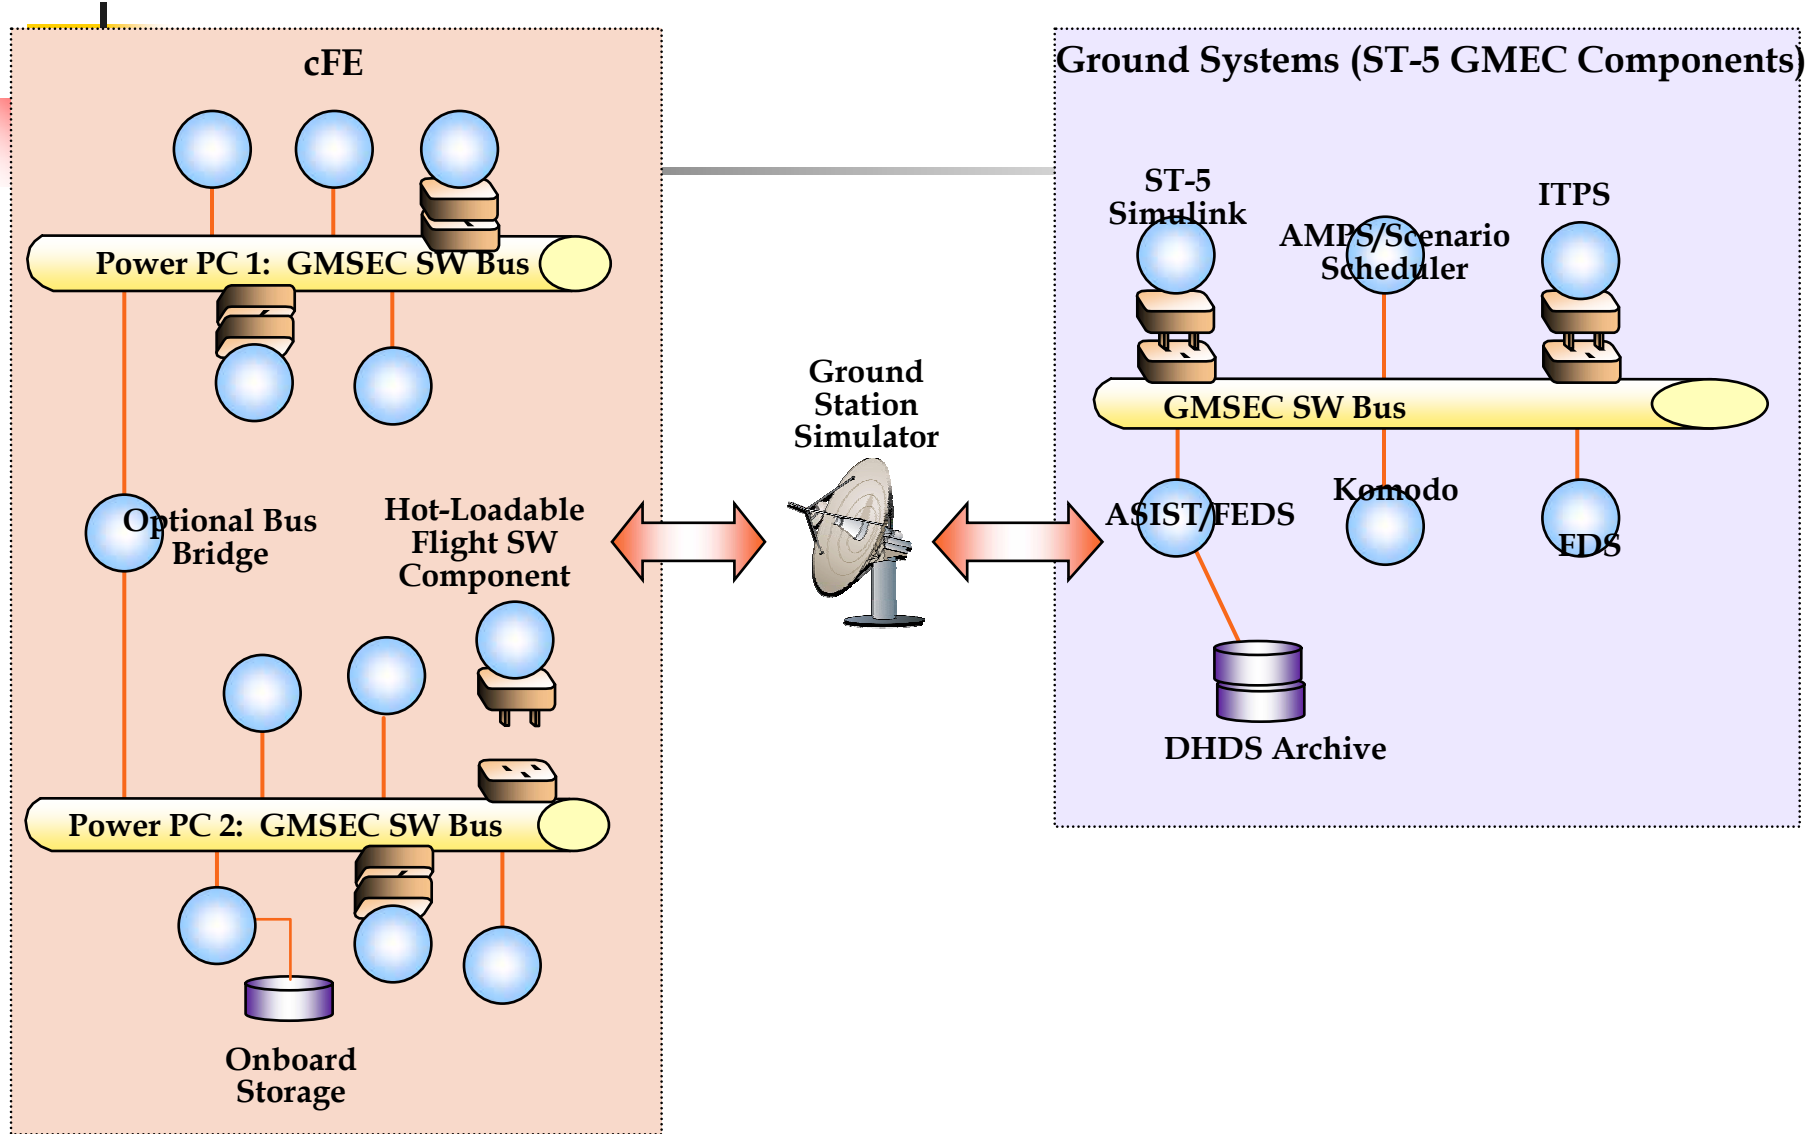 cFE
Power PC 1:  GMSEC SW Bus
Optional Bus
Bridge
Hot-Loadable
Flight SW
Component
Power PC 2:  GMSEC SW Bus
Onboard
Storage
Ground
Station
Simulator
Ground Systems (ST-5 GMEC Components)
ST-5
Simulink
AMPS/Scenario
Scheduler
ITPS
GMSEC SW Bus
ASIST/FEDS
Komodo
FDS
DHDS Archive